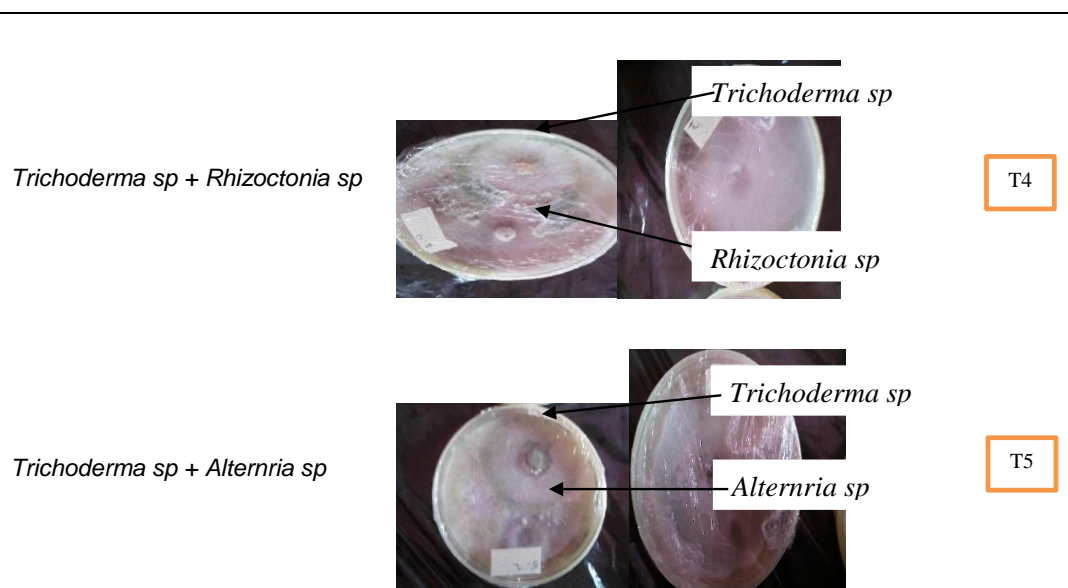 Trichoderma sp
Trichoderma sp + Rhizoctonia sp
T4
Rhizoctonia sp
Trichoderma sp
Trichoderma sp + Alternria sp
T5
Alternria sp